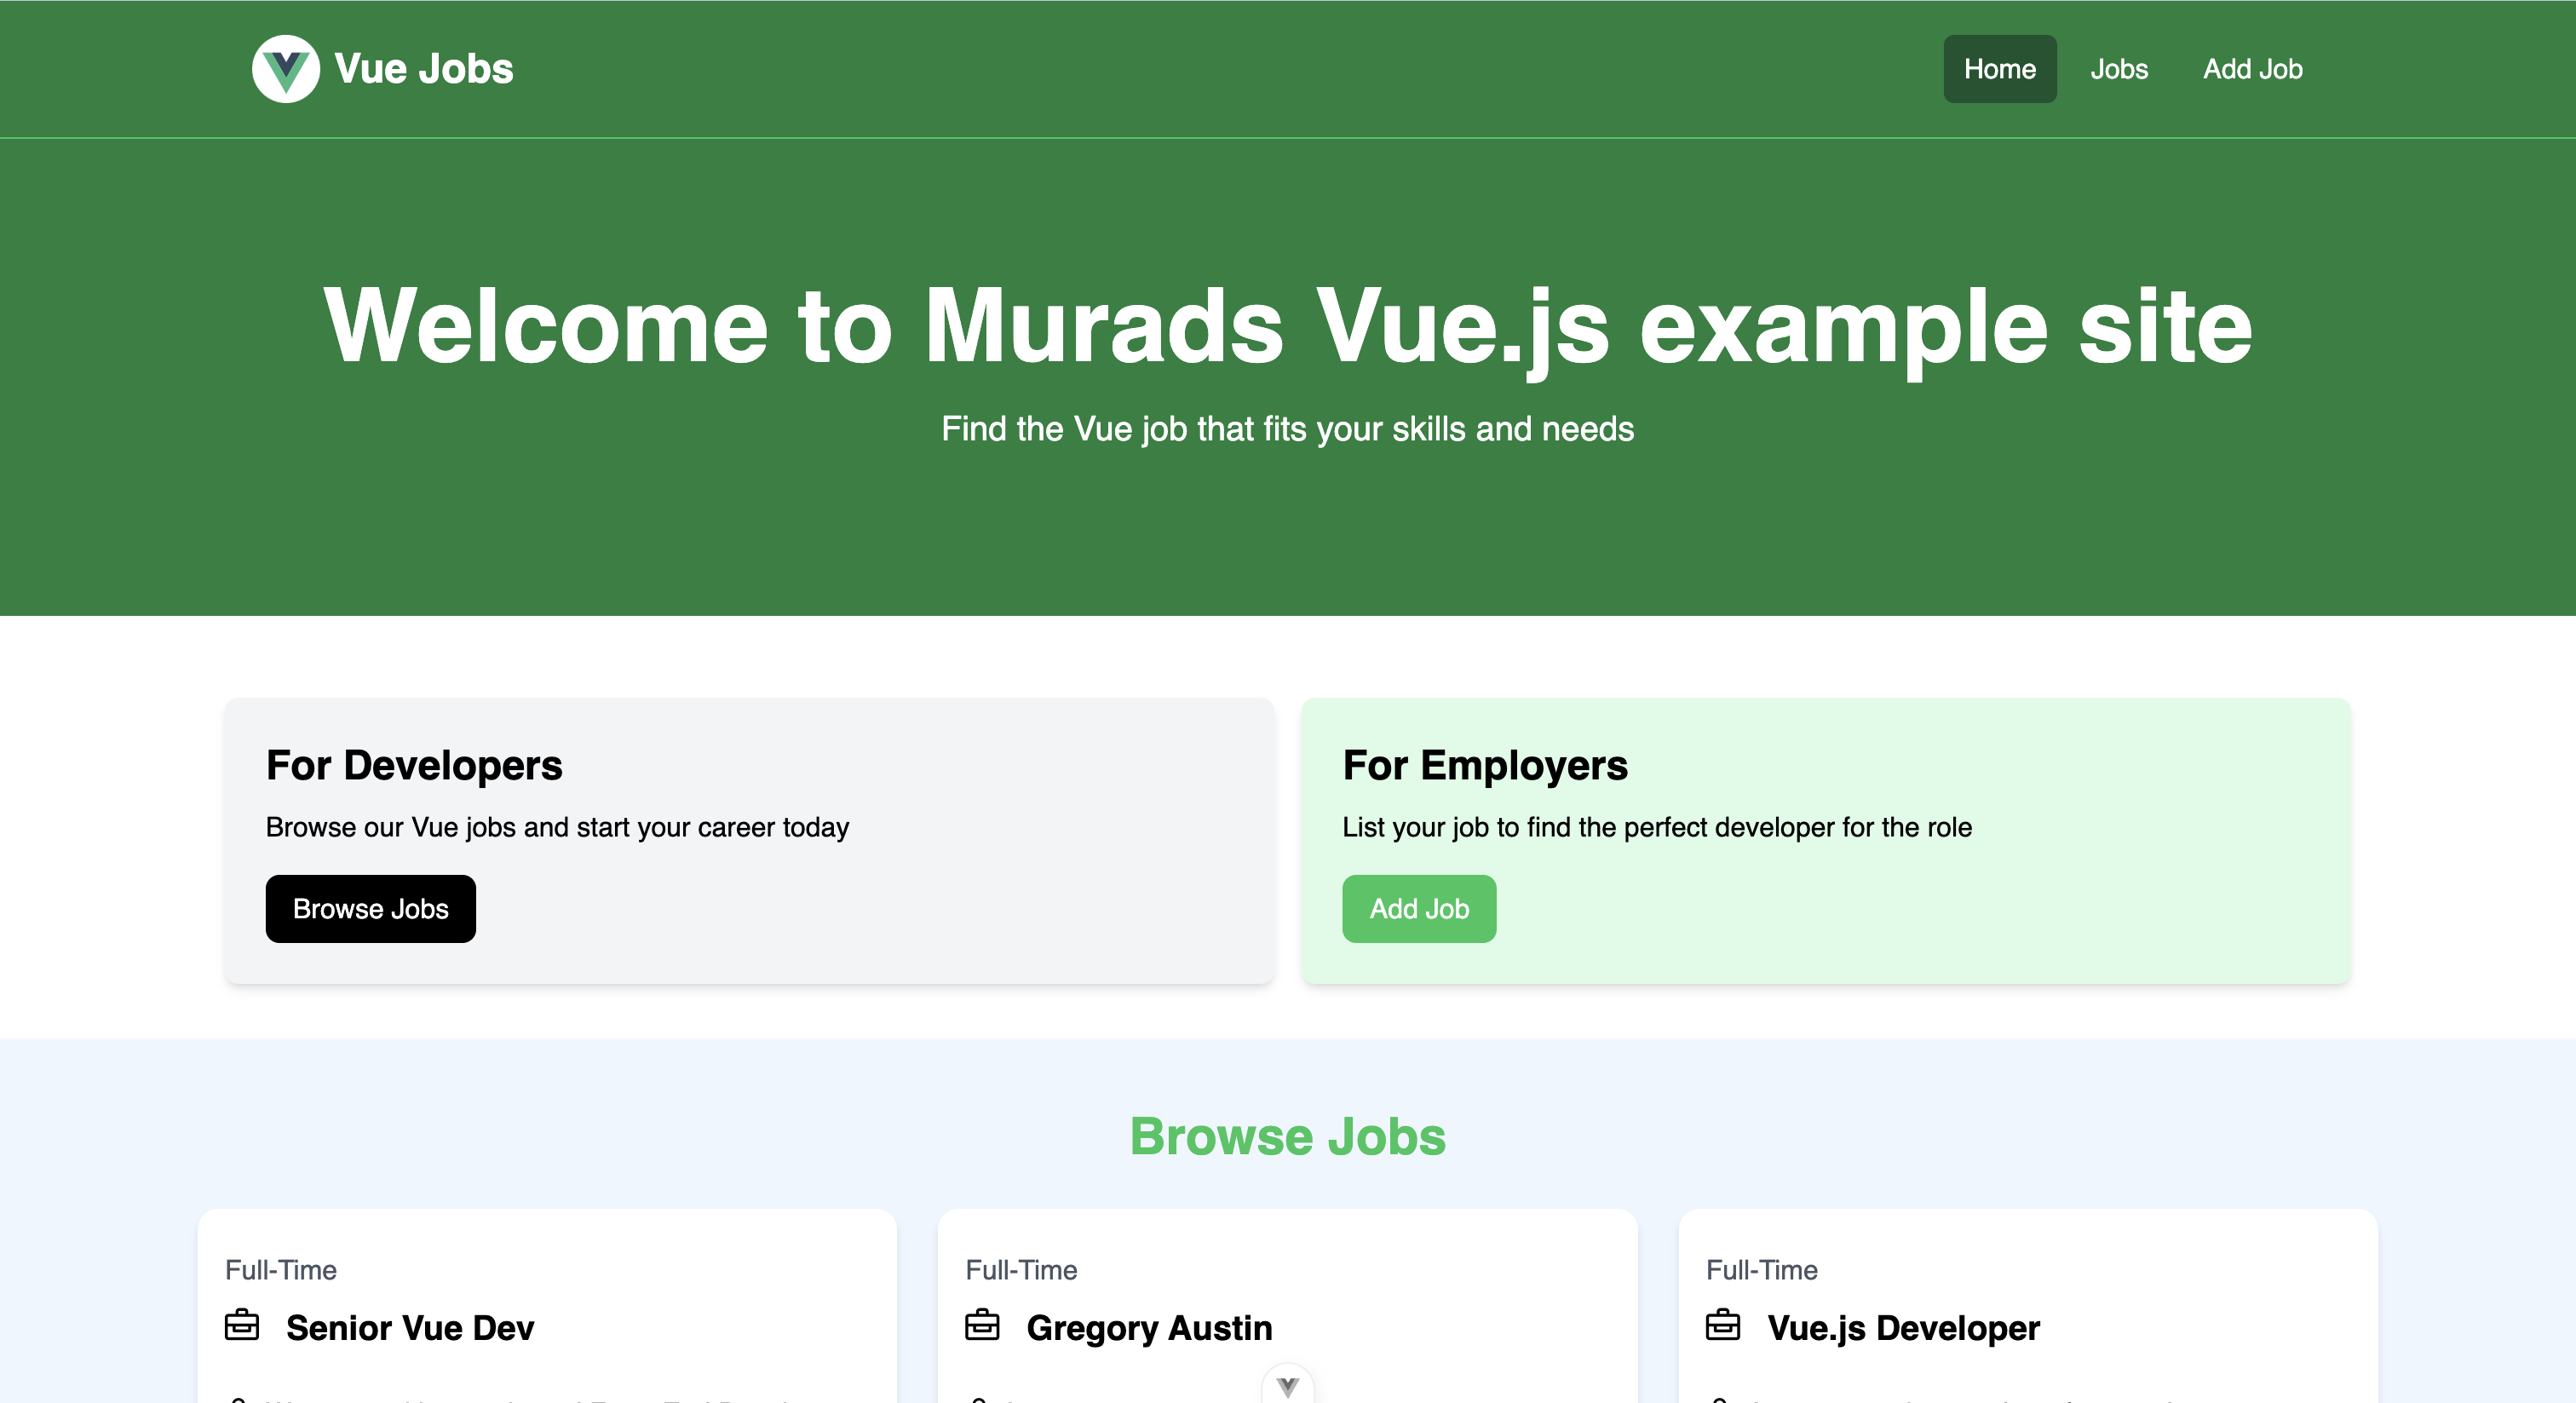 Vue Jobs
Home
Jobs
Add Job
Welcome to Murads Vue.js example site
Find the Vue job that fits your skills and needs
For Developers
Browse our Vue jobs and start your career today
Browse Jobs
For Employers
List your job to find the perfect developer for the role
Add Job
Browse Jobs
Full-Time
Senior Vue Dev
Full-Time
Gregory Austin
Full-Time
Vue.js Developer